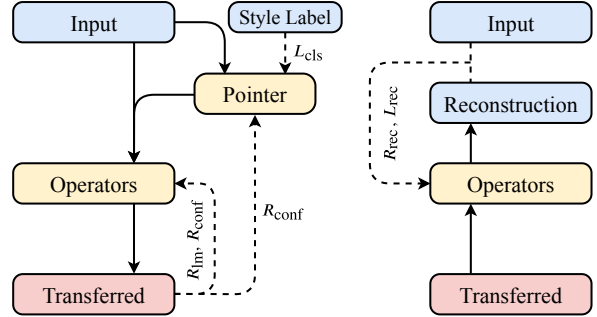 Input
Style Label
L_cls
Pointer
Operators
R_lm, R_conf
R_conf
Transferred
Input
R_rec, L_rec
Reconstruction
Operators
Transferred